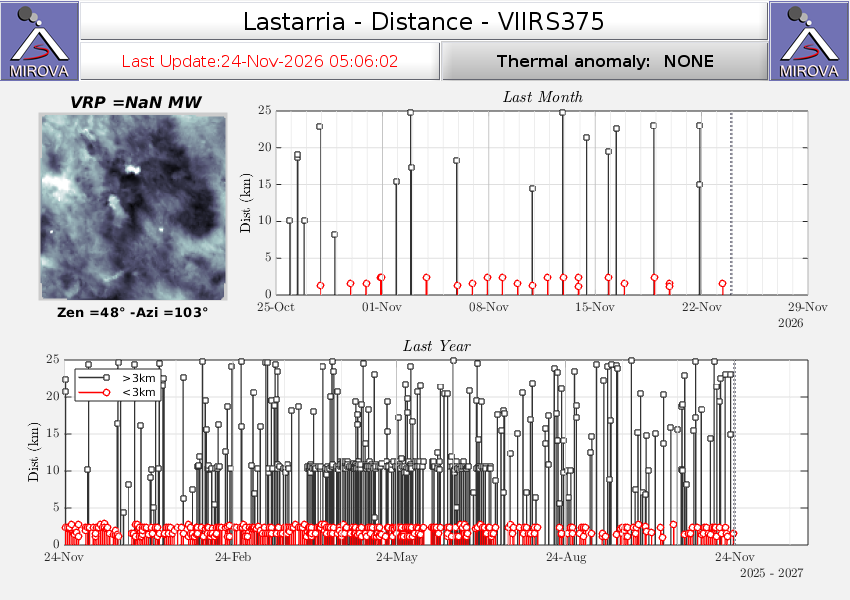 Lastarria - Distance - VIIRS375
MIROVA
Last Update:24-Nov-2026 05:06:02
Thermal anomaly: NONE
MIROVA
VRP =NaN MW
Zen =48° -Azi =103°
Last Month
Dist (km)
25
20
15
10
5
0
25-Oct 01-Nov 08-Nov 15-Nov 22-Nov 29-Nov
2026
Last Year
Dist (km)
25
20
15
10
5
0
>3km
<3km
24-Nov 24-Feb 24-May 24-Aug 24-Nov
2025 - 2027